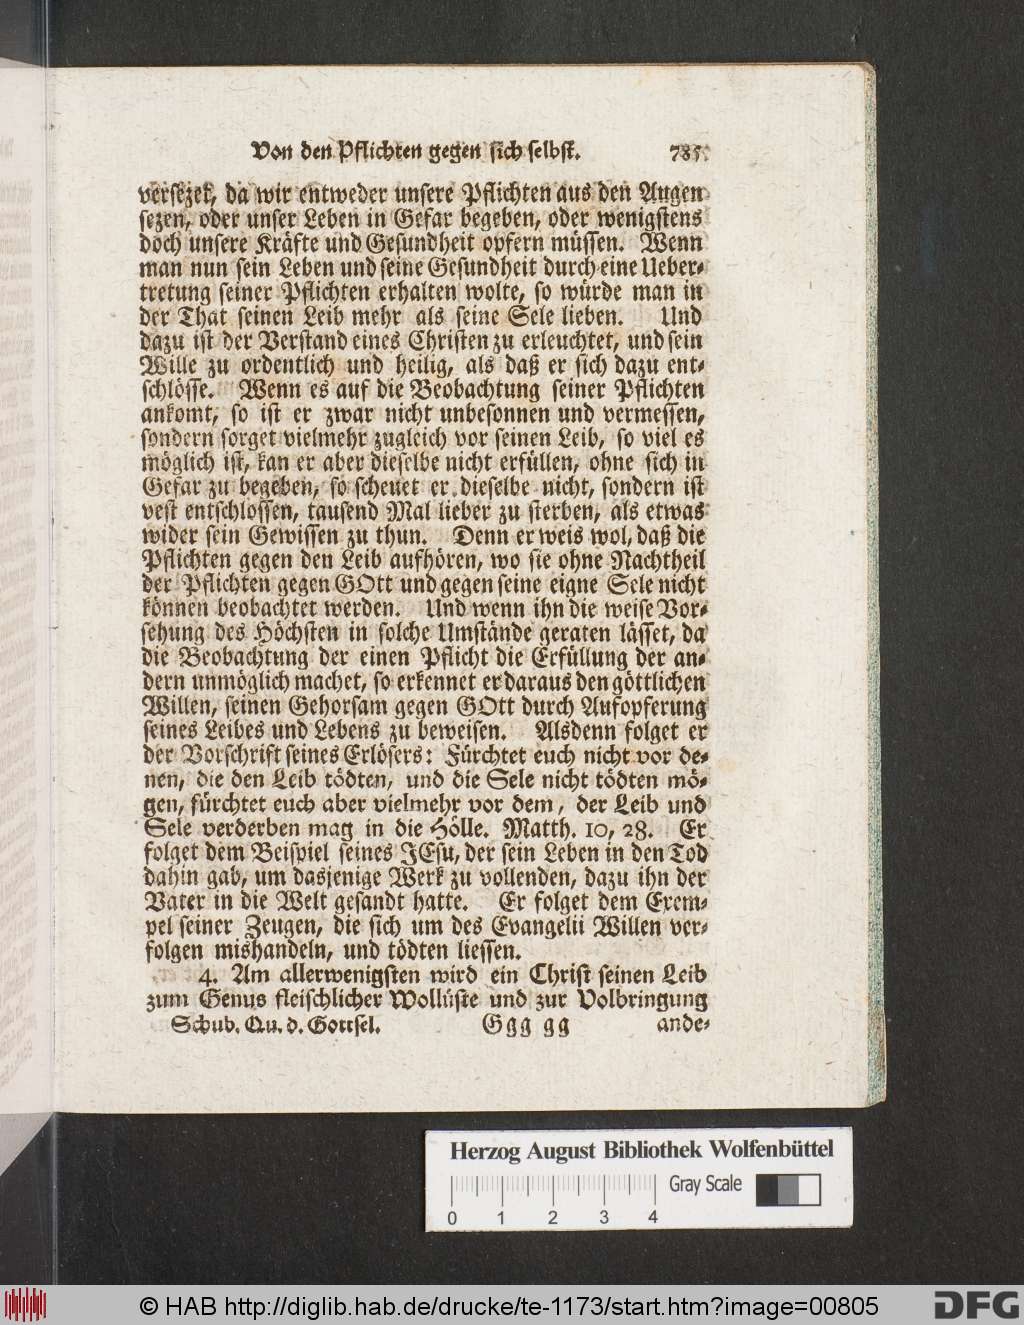 Von den Pflichten gegen sich selbst. 785
versezet, da wir entweder unsere Pflichten aus den Augen
sezen, oder unser Leben in Gefar begeben, oder wenigstens
doch unsere Kräfte und Gesundheit opfern müssen. Wenn
man nun sein Leben und seine Gesundheit durch eine Ueber-
tretung seiner Pflichten erhalten wolte, so würde man in
der That seinen Leib mehr als seine Sele lieben. Und
dazu ist der Verstand eines Christen zu erleuchtet, und sein
Wille zu ordentlich und heilig, als daß er sich dazu ent-
schlösse. Wenn es auf die Beobachtung seiner Pflichten
ankomt, so ist er zwar nicht unbesonnen und vermessen,
sondern sorget vielmehr zugleich vor seinen Leib, so viel es
möglich ist, kan er aber dieselbe nicht erfüllen, ohne sich in
Gefar zu begeben, so scheuet er dieselbe nicht, sondern ist
vest entschlossen, tausend Mal lieber zu sterben, als etwas
wider sein Gewissen zu thun. Denn er weis wol, daß die
Pflichten gegen den Leib aufhören, wo sie ohne Nachtheil
der Pflichten gegen GOtt und gegen seine eigne Sele nicht
können beobachtet werden. Und wenn ihn die weise Vor-
sehung des Höchsten in solche Umstände geraten lässet, da
die Beobachtung der einen Pflicht die Erfüllung der an-
dern unmöglich machet, so erkennet er daraus den göttlichen
Willen, seinen Gehorsam gegen GOtt durch Aufopferung
seines Leibes und Lebens zu beweisen. Alsdenn folget er
der Vorschrift seines Erlösers: Fürchtet euch nicht vor de-
nen, die den Leib tödten, und die Sele nicht tödten mö-
gen, fürchtet euch aber vielmehr vor dem, der Leib und
Sele verderben mag in die Hölle. Matth. 10, 28. Er
folget dem Beispiel seines JEsu, der sein Leben in den Tod
dahin gab, um dasjenige Werk zu vollenden, dazu ihn der
Vater in die Welt gesandt hatte. Er folget dem Exem-
pel seiner Zeugen, die sich um des Evangelii Willen ver-
folgen mishandeln, und tödten liessen.
4. Am allerwenigsten wird ein Christ seinen Leib
zum Genus fleischlicher Wollüste und zur Volbringung
Schub. Qu. d. Gottsel. Ggg gg ande-
Herzog August Bibliothek Wolfenbüttel
Gray Scale
0 1 2 3 4
© HAB http://diglib.hab.de/drucke/te-1173/start.htm?image=00805
DFG